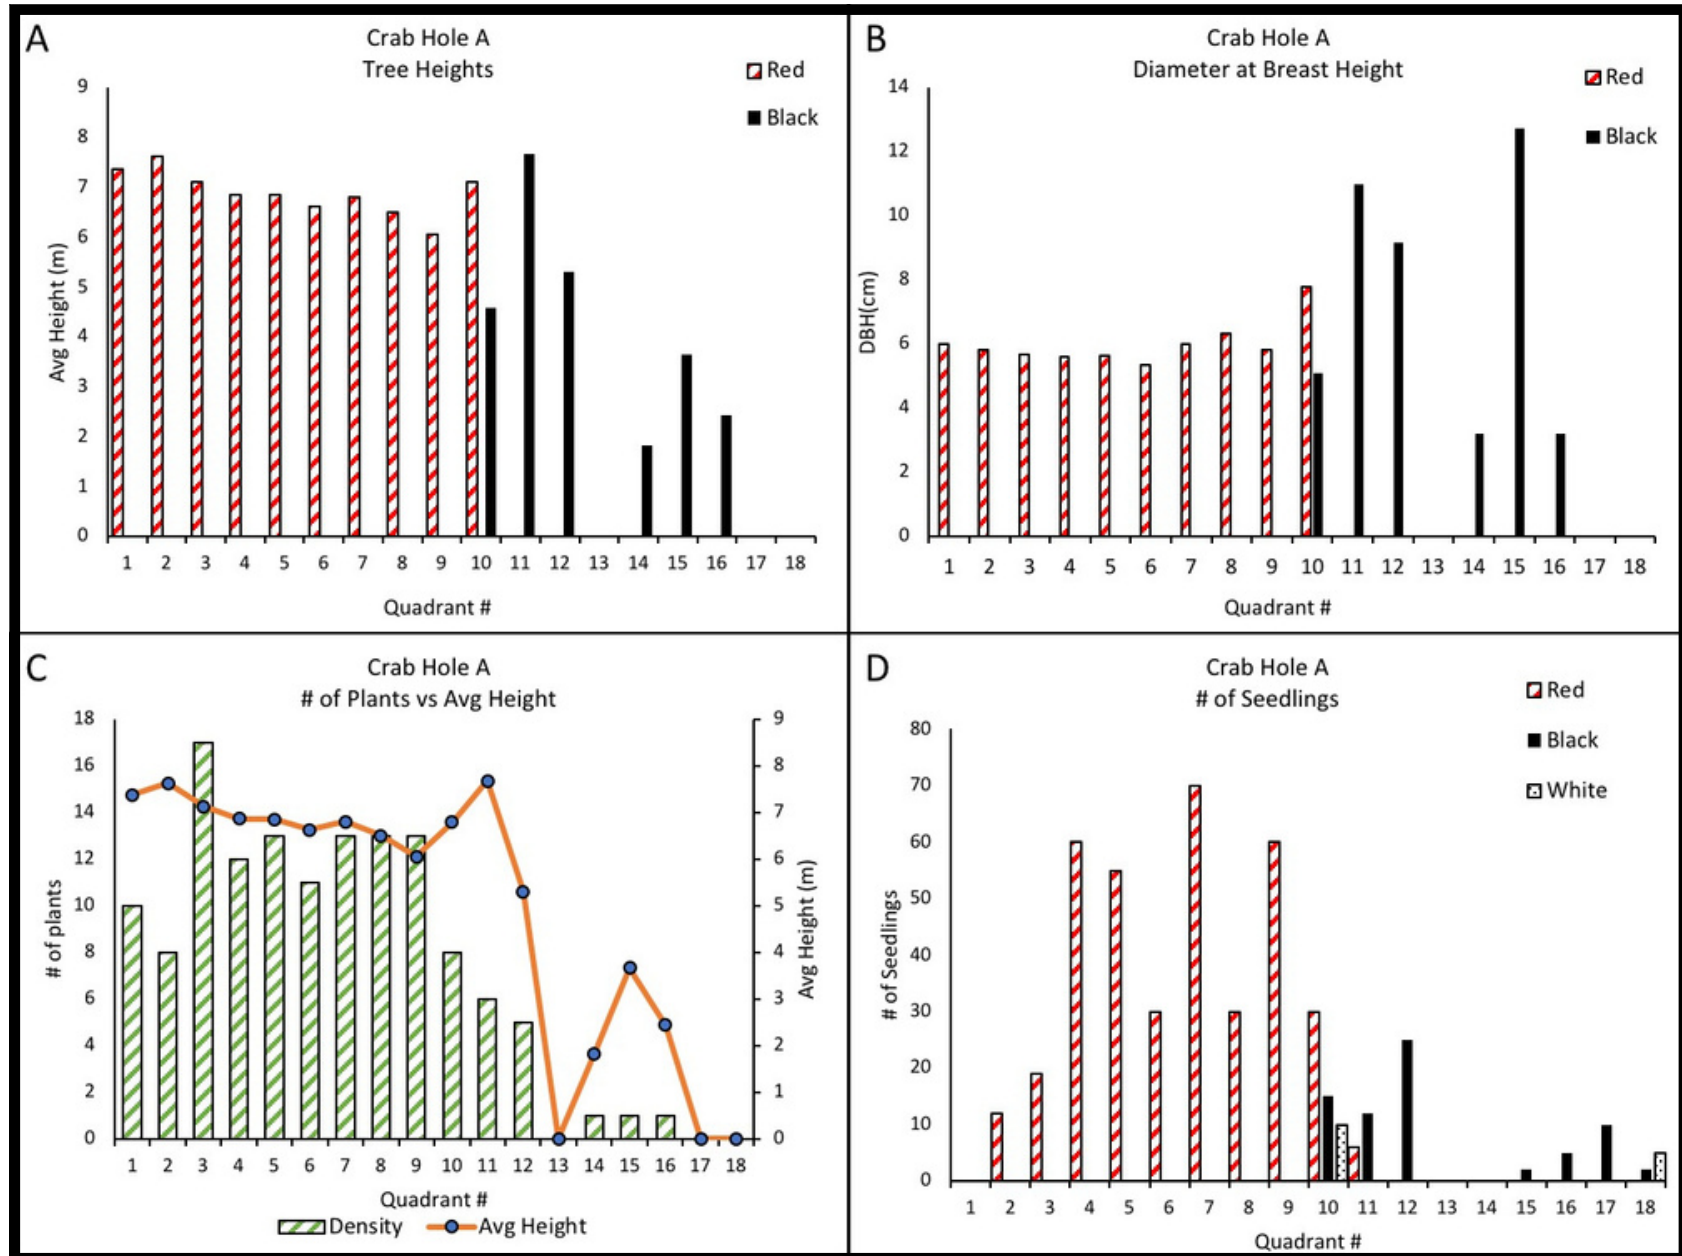 A
Crab Hole A
Tree Heights
Red
Black
9
8
7
6
5
4
3
2
1
0
Avg Height (m)
1 2 3 4 5 6 7 8 9 10 11 12 13 14 15 16 17 18
Quadrant #
B
Crab Hole A
Diameter at Breast Height
Red
Black
14
12
10
8
6
4
2
0
DBH(cm)
1 2 3 4 5 6 7 8 9 10 11 12 13 14 15 16 17 18
Quadrant #
C
Crab Hole A
# of Plants vs Avg Height
18
16
14
12
10
8
6
4
2
0
# of plants
9
8
7
6
5
4
3
2
1
0
Avg Height (m)
1 2 3 4 5 6 7 8 9 10 11 12 13 14 15 16 17 18
Quadrant #
Density Avg Height
D
Crab Hole A
# of Seedlings
Red
Black
White
80
70
60
50
40
30
20
10
0
# of Seedlings
1 2 3 4 5 6 7 8 9 10 11 12 13 14 15 16 17 18
Quadrant #